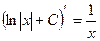 (ln|x| + C)' = 1/x